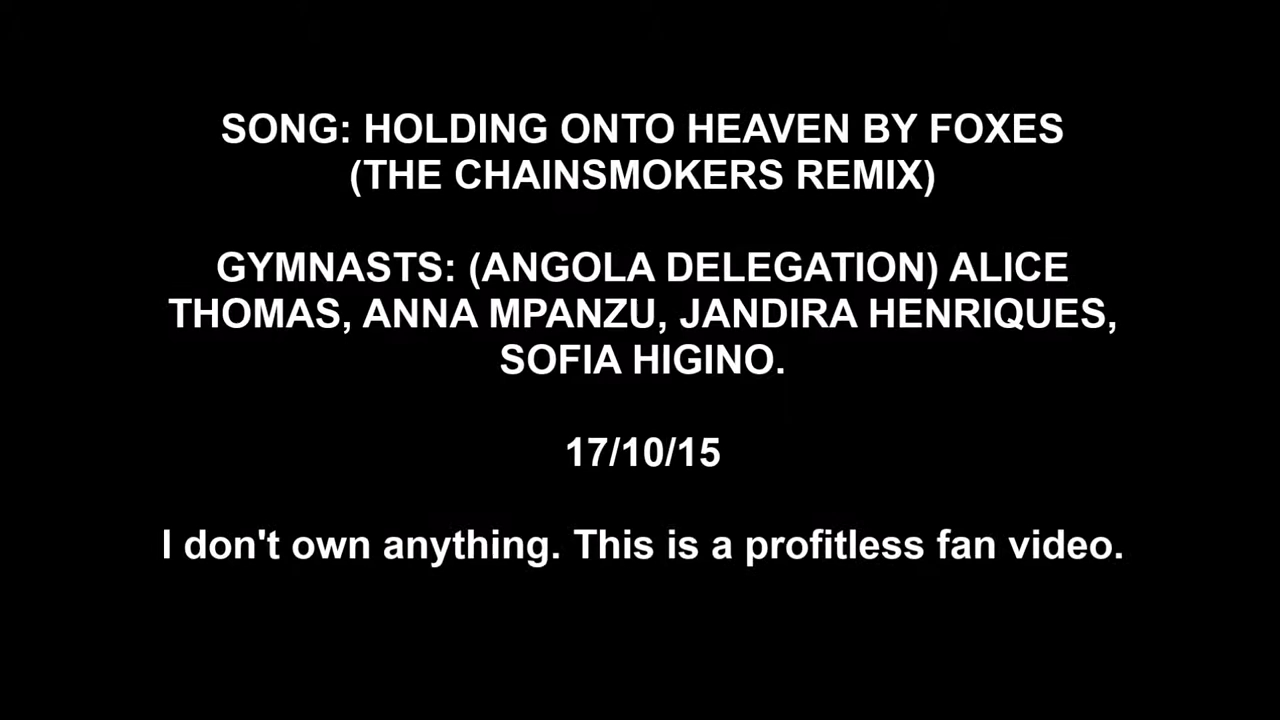 SONG: HOLDING ONTO HEAVEN BY FOXES
(THE CHAINSMOKERS REMIX)
GYMNASTS: (ANGOLA DELEGATION) ALICE
THOMAS, ANNA MPANZU, JANDIRA HENRIQUES,
SOFIA HIGINO.
17/10/15
I don't own anything. This is a profitless fan video.